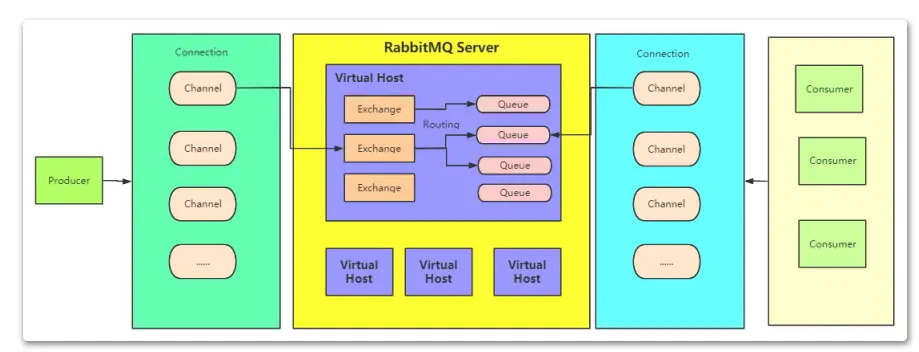 Producer
Connection
Channel
Channel
Channel
......
RabbitMQ Server
Virtual Host
Exchange
Exchange
Exchange
Routing
Queue
Queue
Queue
Queue
Virtual
Host
Virtual
Host
Virtual
Host
Connection
Channel
Channel
Channel
......
Consumer
Consumer
Consumer